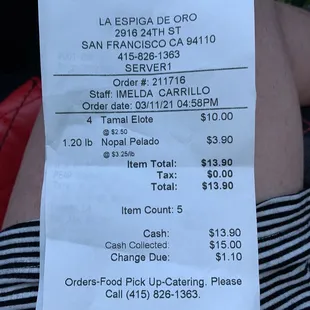 LA ESPIGA DE ORO
2916 24TH ST
SAN FRANCISCO CA 94110
415-826-1363
SERVER1
Order #: 211716
Staff: IMELDA CARRILLO
Order date: 03/11/21 04:58PM
4 Tamal Elote $10.00
@ $2.50
1.20 lb Nopal Pelado $3.90
@ $3.25/lb
Item Total: $13.90
Tax: $0.00
Total: $13.90
Item Count: 5
Cash: $13.90
Cash Collected: $15.00
Change Due: $1.10
Orders-Food Pick Up-Catering. Please
Call (415) 826-1363.